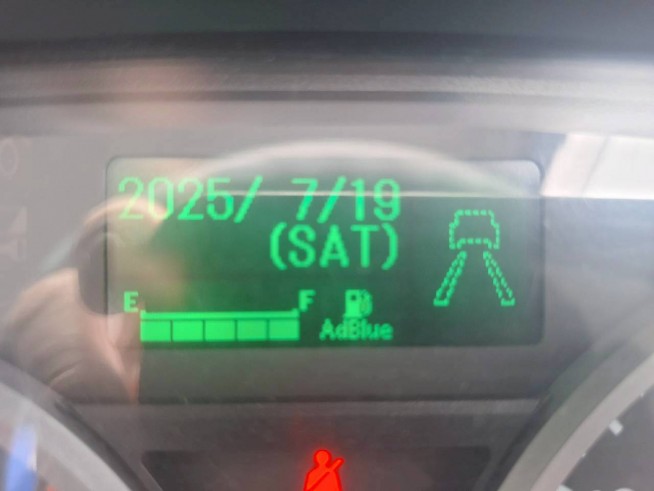 2025/ 7/19
(SAT)
E F
AdBlue